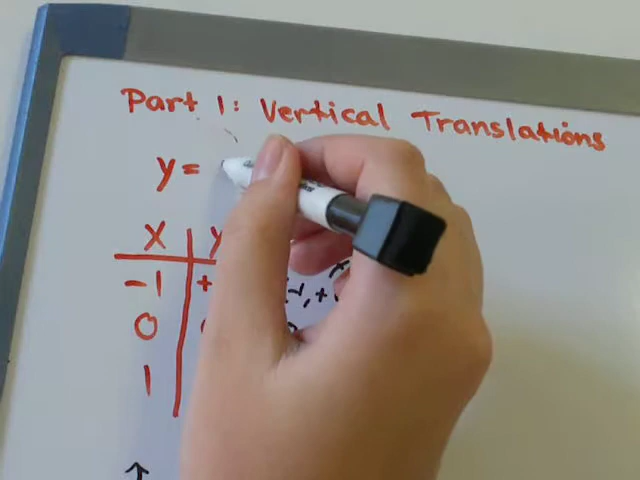 Part 1: Vertical Translations
y =
x y
-1 +
0
1